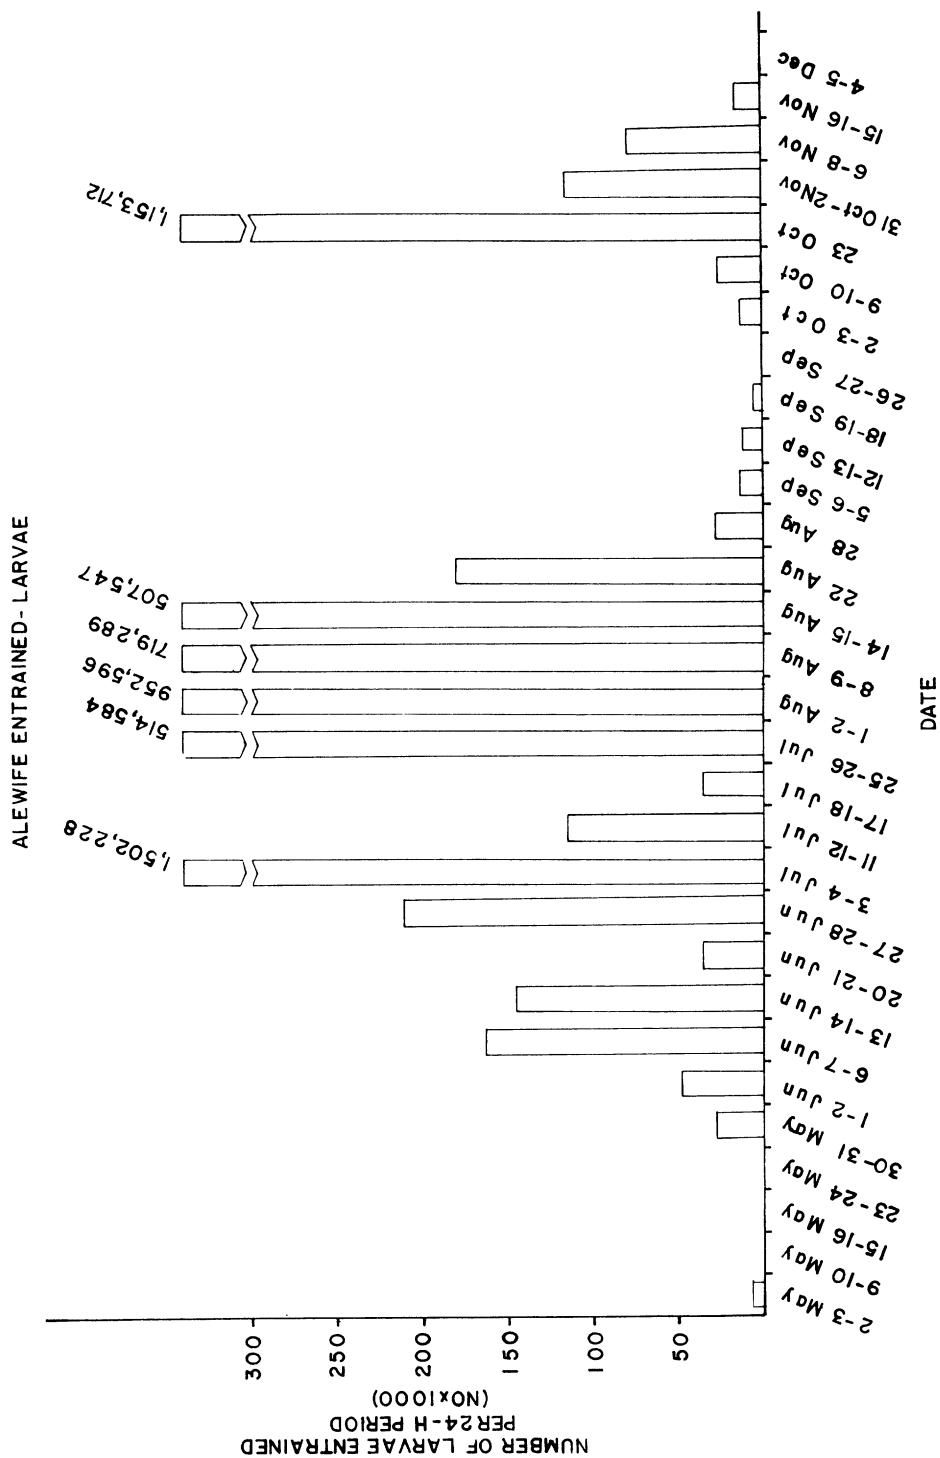 ALEWIFE ENTRAINED - LARVAE
NUMBER OF LARVAE ENTRAINED
PER 24-H PERIOD
(NOx1000)
300
250
200
150
100
50
1,502,228
514,584
952,596
719,289
507,547
1,153,712
2-3 May
9-10 May
15-16 May
23-24 May
30-31 May
1-2 Jun
6-7 Jun
13-14 Jun
20-21 Jun
27-28 Jun
3-4 Jul
11-12 Jul
17-18 Jul
25-26 Jul
1-2 Aug
8-9 Aug
14-15 Aug
22 Aug
28 Aug
5-6 Sep
12-13 Sep
18-19 Sep
26-27 Sep
2-3 Oct
9-10 Oct
23 Oct
31 Oct-2Nov
6-8 Nov
15-16 Nov
4-5 Dec
DATE